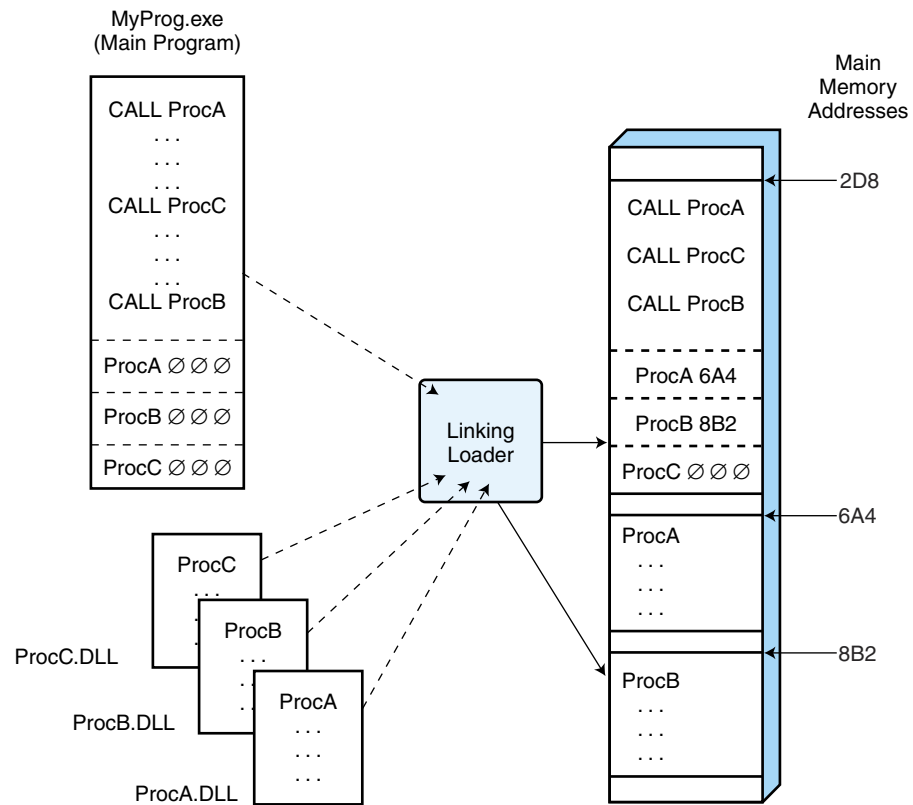 MyProg.exe
(Main Program)
CALL ProcA
. . .
. . .
. . .
CALL ProcC
. . .
. . .
. . .
CALL ProcB
ProcA ∅ ∅ ∅
ProcB ∅ ∅ ∅
ProcC ∅ ∅ ∅
ProcC
. . .
ProcC.DLL
ProcB
. . .
ProcB.DLL
ProcA
. . .
. . .
. . .
ProcA.DLL
Linking
Loader
Main
Memory
Addresses
2D8
CALL ProcA
CALL ProcC
CALL ProcB
ProcA 6A4
ProcB 8B2
ProcC ∅ ∅ ∅
6A4
ProcA
. . .
. . .
. . .
8B2
ProcB
. . .
. . .
. . .